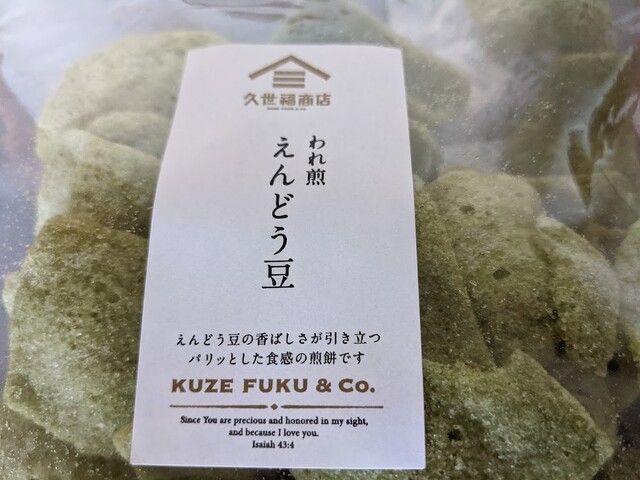 久世福商店
KUZE FUKU & Co.
われ煎
えんどう豆
えんどう豆の香ばしさが引き立つ
パリッとした食感の煎餅です
KUZE FUKU & Co.
Since You are precious and honored in my sight,
and because I love you.
Isaiah 43:4